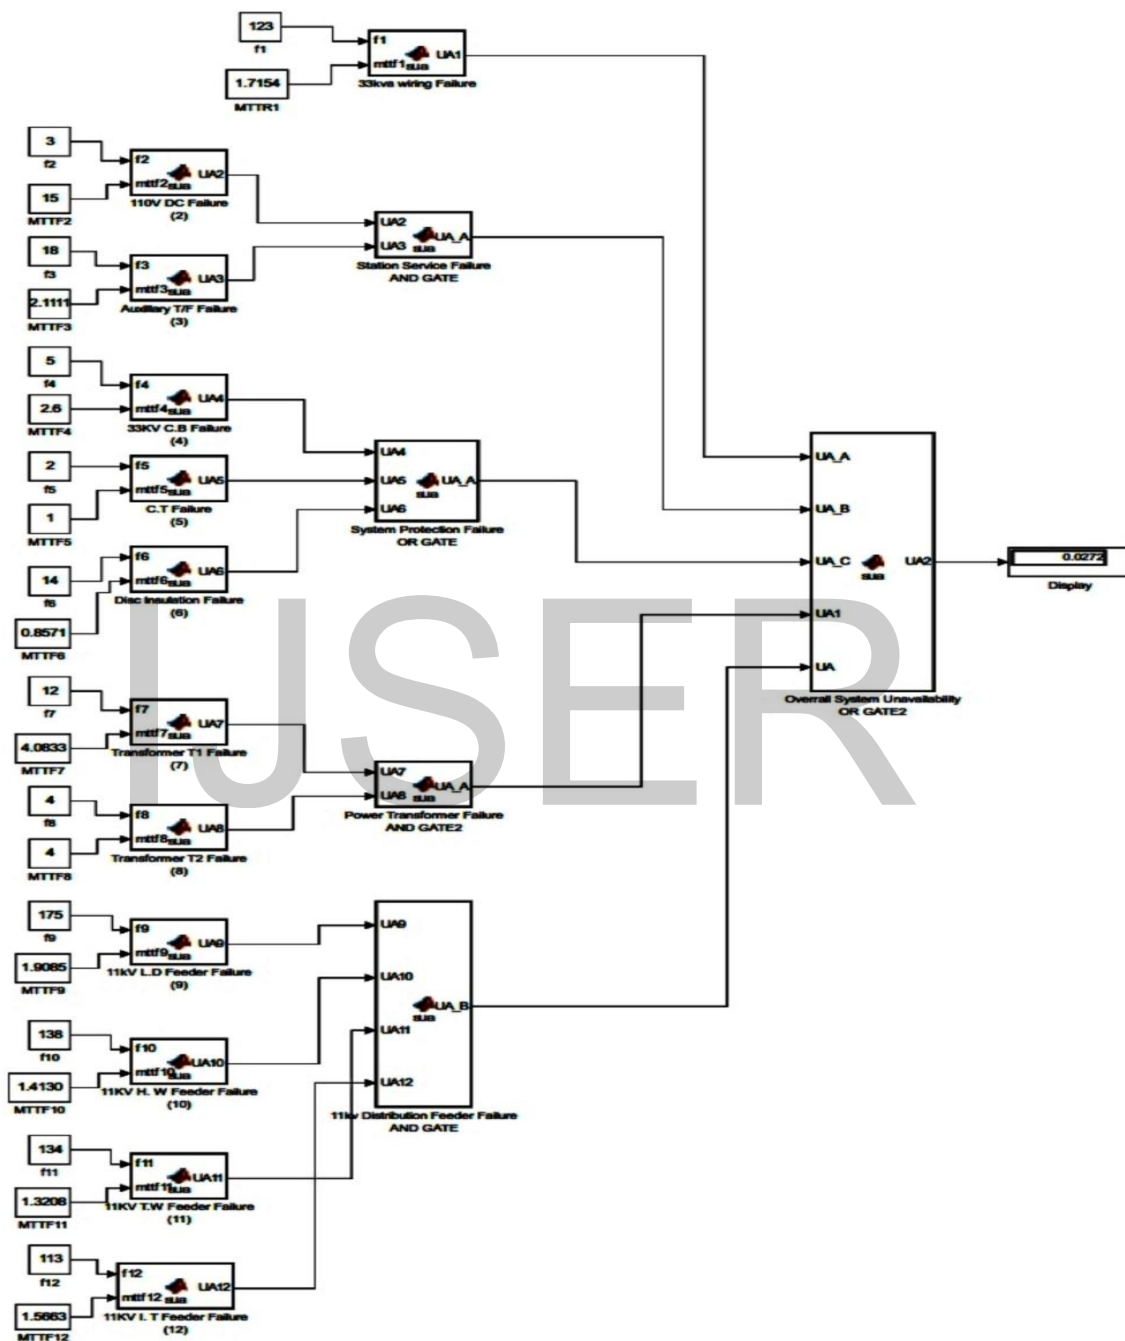 123
f1
f1
mttf1
UA1
sua
33kva wiring Failure
1.7154
MTTR1
3
f2
f2
mttf2
UA2
sua
110V DC Failure
(2)
15
MTTF2
UA2
UA3
UA_A
sua
Station Service Failure
AND GATE
18
f3
f3
mttf3
UA3
sua
Auxiliary T/F Failure
(3)
2.1111
MTTF3
5
f4
f4
mttf4
UA4
sua
33KV C.B Failure
(4)
2.6
MTTF4
2
f5
f5
mttf5
UA5
sua
C.T Failure
(5)
1
MTTF5
UA4
UA5
UA6
UA_A
sua
System Protection Failure
OR GATE
14
f6
f6
mttf6
UA6
sua
Disc Insulation Failure
(6)
0.8571
MTTF6
UA_A
UA_B
UA_C
UA1
UA
UA2
sua
Overrall System Unavailability
OR GATE2
0.0272
Display
IJSER
12
f7
f7
mttf7
UA7
sua
Transformer T1 Failure
(7)
4.0833
MTTF7
UA7
UA8
UA_A
sua
Power Transformer Failure
AND GATE2
4
f8
f8
mttf8
UA8
sua
Transformer T2 Failure
(8)
4
MTTF8
175
f9
f9
mttf9
UA9
sua
11kV L.D Feeder Failure
(9)
1.9085
MTTF9
UA9
UA10
UA11
UA12
UA_B
sua
11kv Distribution Feeder Failure
AND GATE
138
f10
f10
mttf10
UA10
sua
11KV H. W Feeder Failure
(10)
1.4130
MTTF10
134
f11
f11
mttf11
UA11
sua
11KV T.W Feeder Failure
(11)
1.3208
MTTF11
113
f12
f12
mttf12
UA12
sua
11KV I. T Feeder Failure
(12)
1.5663
MTTF12